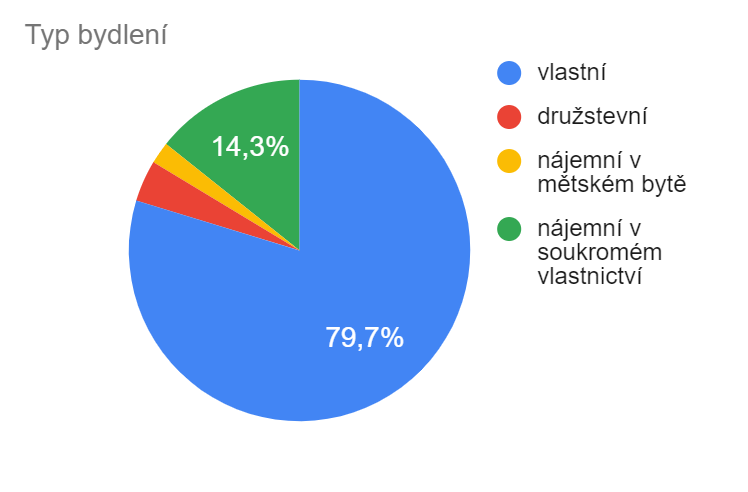 Typ bydlení
vlastní
družstevní
nájemní v
mětském bytě
nájemní v
soukromém
vlastnictví
14,3%
79,7%